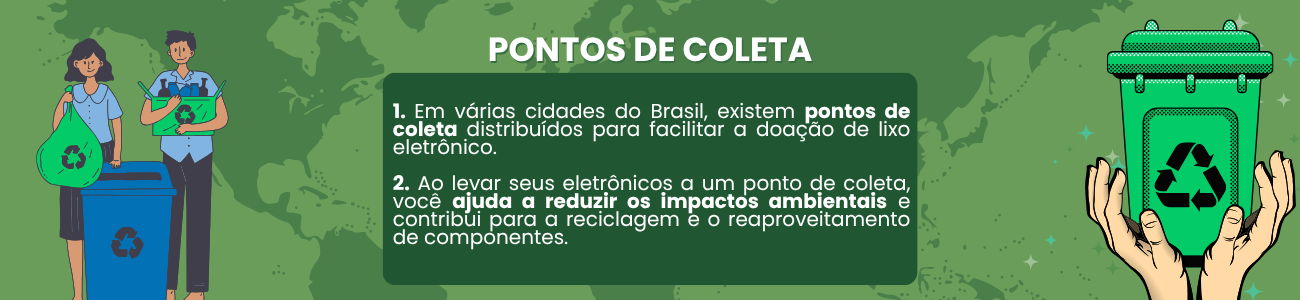 PONTOS DE COLETA
1. Em várias cidades do Brasil, existem pontos de
coleta distribuídos para facilitar a doação de lixo
eletrônico.
2. Ao levar seus eletrônicos a um ponto de coleta,
você ajuda a reduzir os impactos ambientais e
contribui para a reciclagem e o reaproveitamento
de componentes.